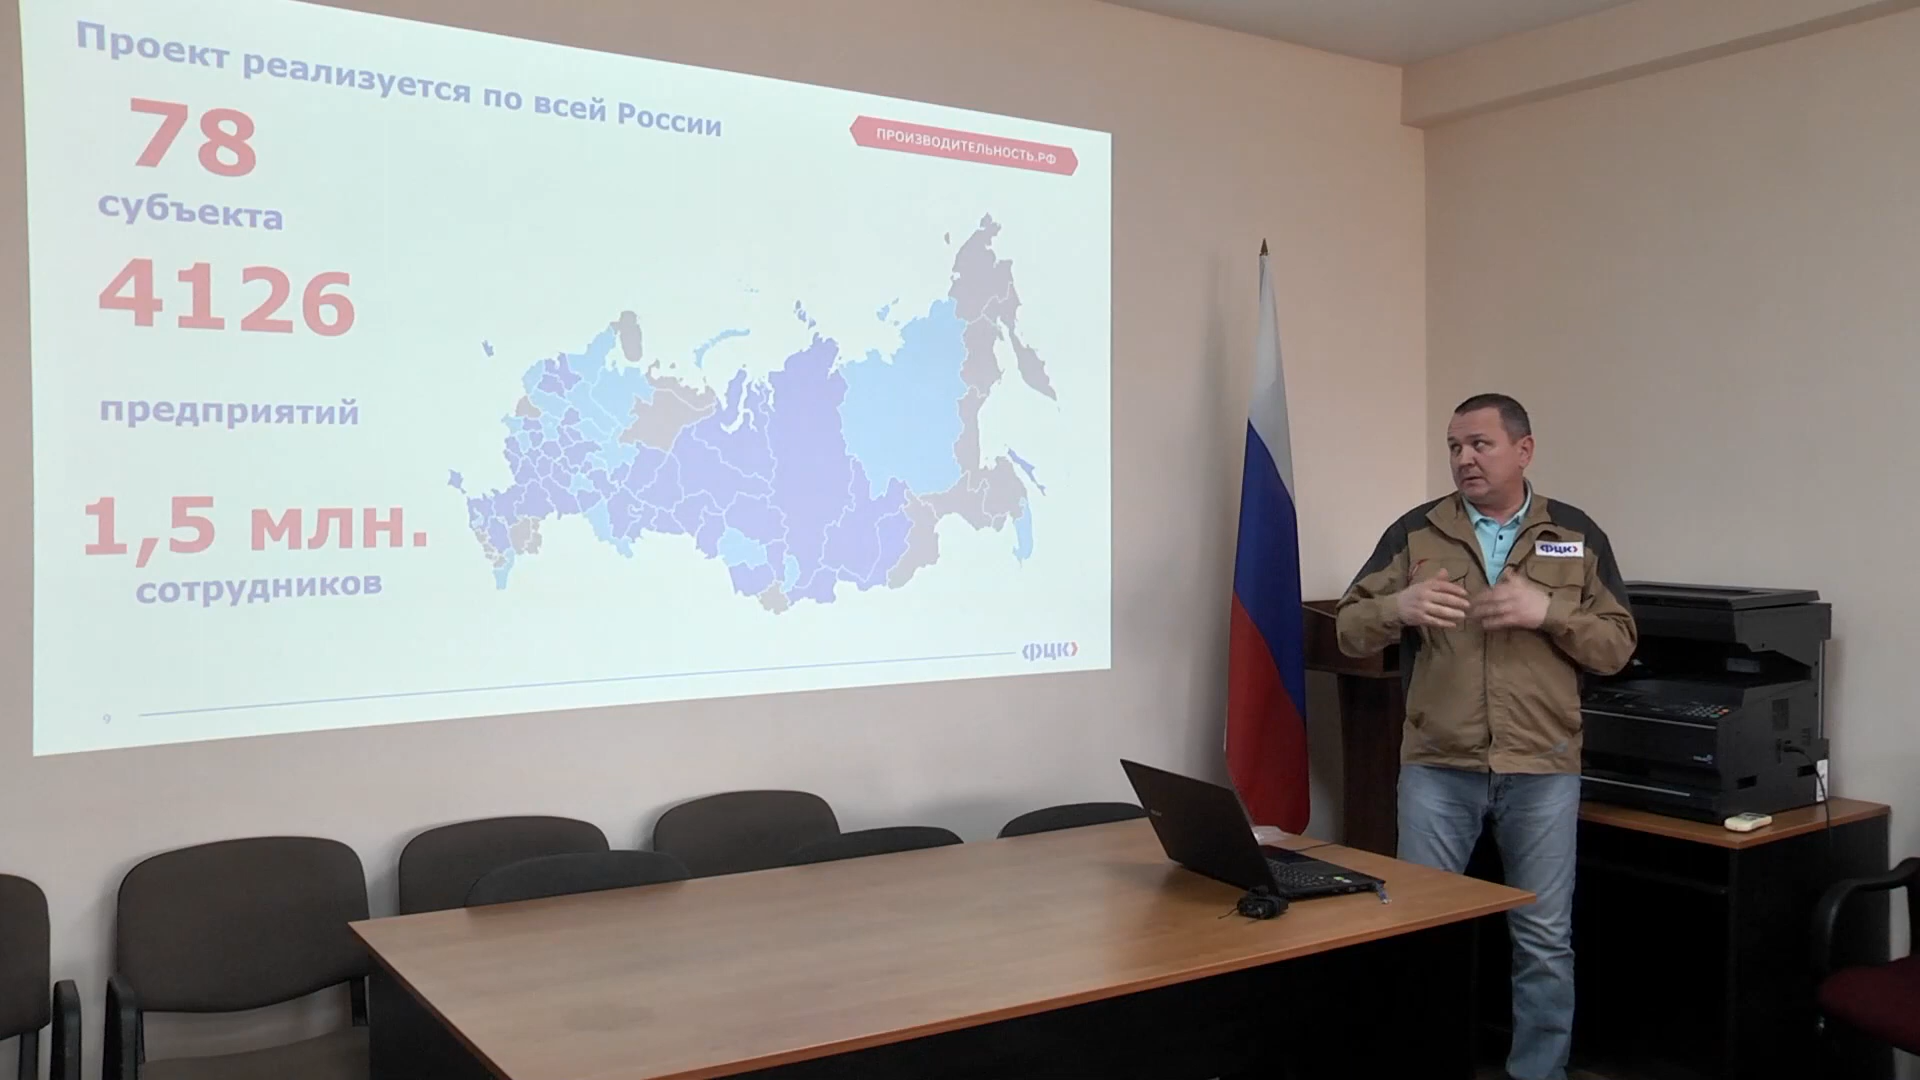 Проект реализуется по всей России
ПРОИЗВОДИТЕЛЬНОСТЬ.РФ
78
субъекта
4126
предприятий
1,5 млн.
сотрудников
ФЦК
9
ФЦК